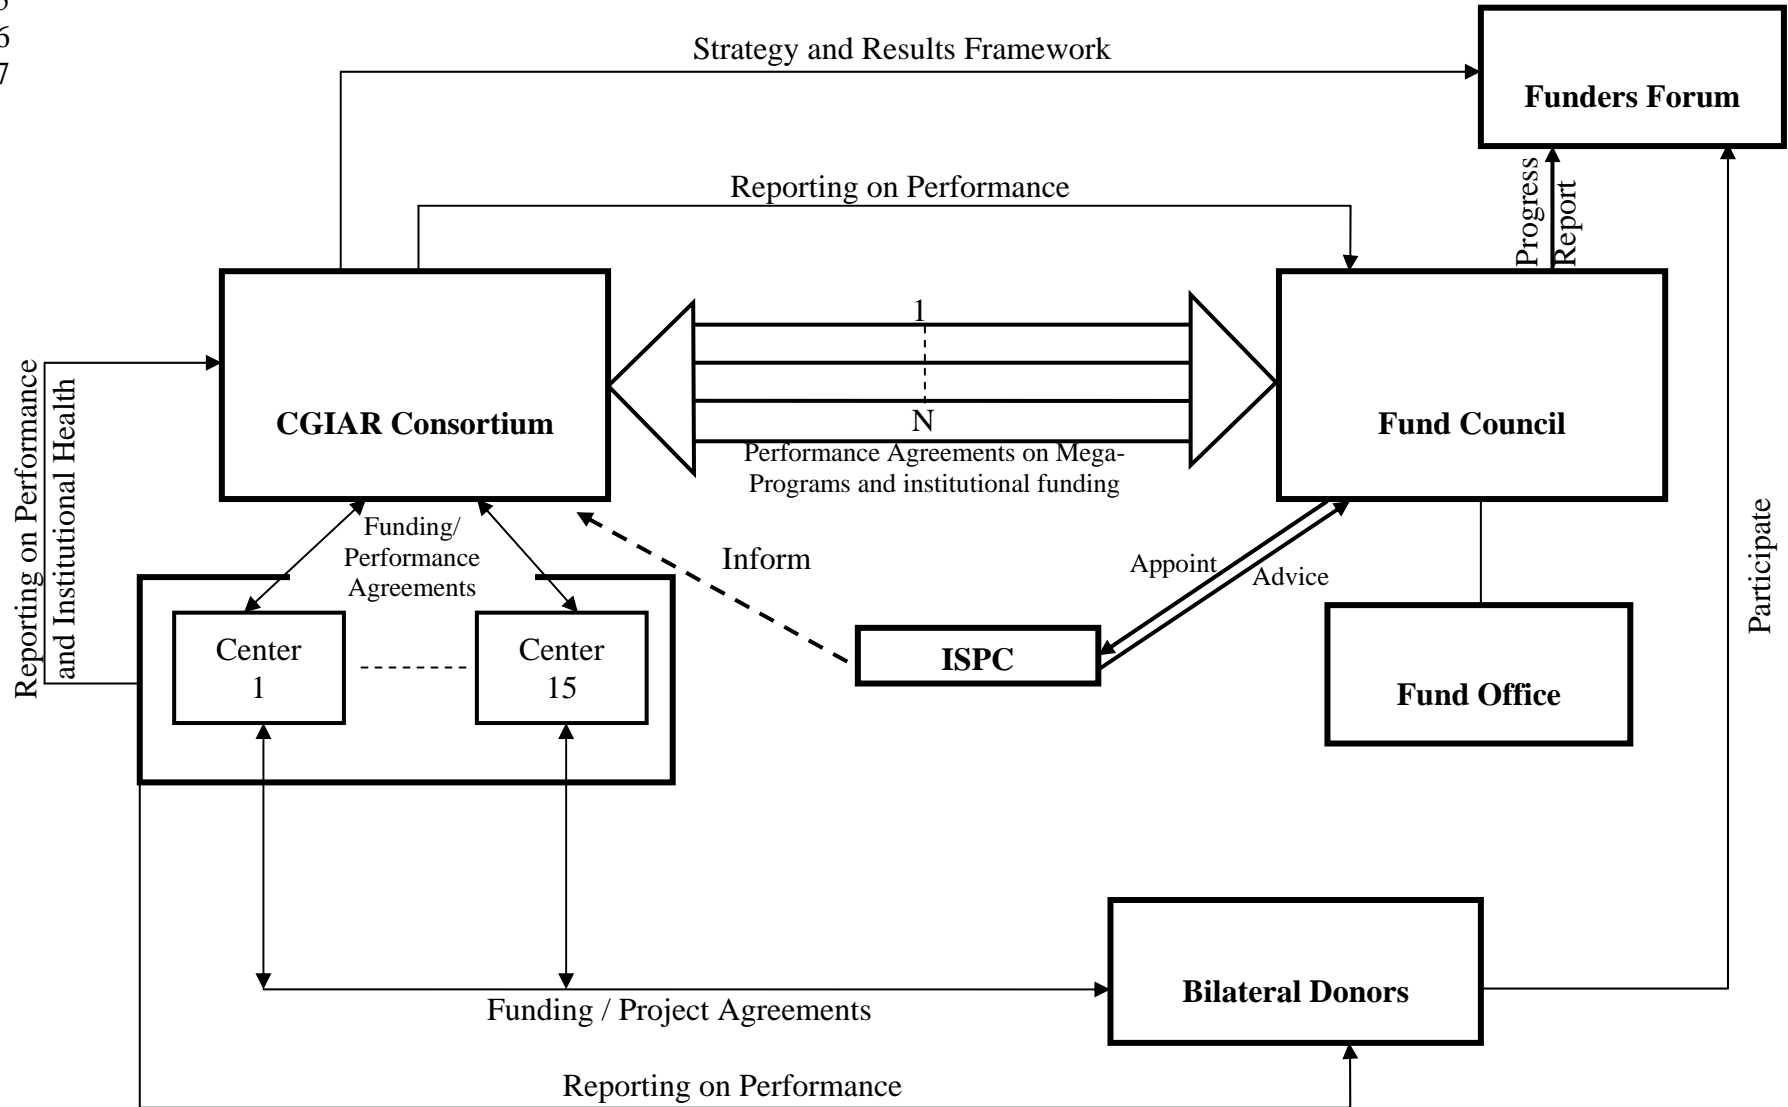 6
7
Strategy and Results Framework
Funders Forum
Reporting on Performance
Progress
Report
1
CGIAR Consortium
N
Fund Council
Performance Agreements on Mega-
Programs and institutional funding
Reporting on Performance
and Institutional Health
Funding/
Performance
Agreements
Inform
Appoint
Advice
Participate
Center
1
Center
15
ISPC
Fund Office
Bilateral Donors
Funding / Project Agreements
Reporting on Performance